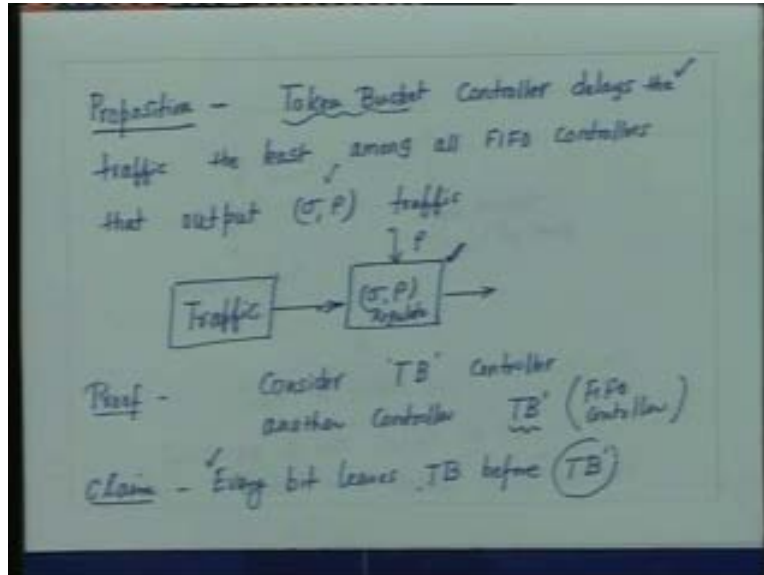 Proposition - Token Bucket Controller delays the
traffic the least among all FIFO controllers
that output (σ, ρ) traffic
ρ
Traffic
(σ, ρ)
Regulator
Proof - Consider 'TB' Controller
another Controller TB' (FIFO Controller)
Claim - Every bit leaves TB before TB'